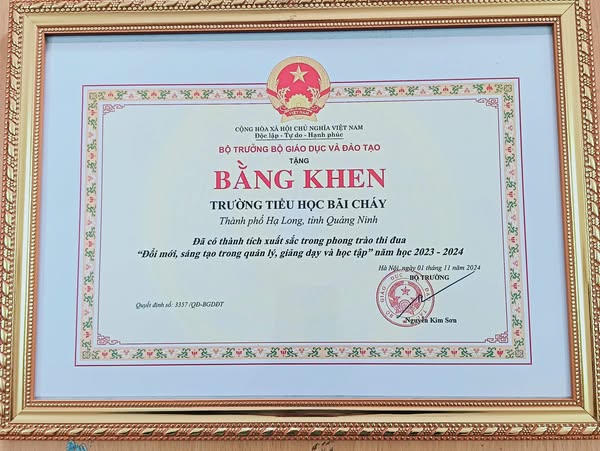 VIỆT NAM
CỘNG HÒA XÃ HỘI CHỦ NGHĨA VIỆT NAM
Độc lập - Tự do - Hạnh phúc
BỘ TRƯỞNG BỘ GIÁO DỤC VÀ ĐÀO TẠO
TẶNG
BẰNG KHEN
TRƯỜNG TIỂU HỌC BÃI CHÁY
Thành phố Hạ Long, tỉnh Quảng Ninh
Đã có thành tích xuất sắc trong phong trào thi đua
“Đổi mới, sáng tạo trong quản lý, giảng dạy và học tập” năm học 2023 - 2024
Hà Nội, ngày 01 tháng 11 năm 2024
BỘ TRƯỞNG
Quyết định số: 3357 /QĐ-BGDĐT
Nguyễn Kim Sơn